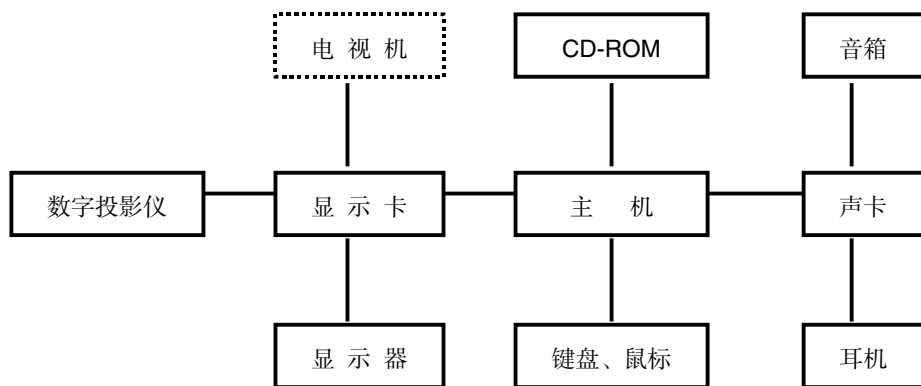 电 视 机
CD-ROM
音箱
数字投影仪
显 示 卡
主 机
声卡
显 示 器
键盘、鼠标
耳机